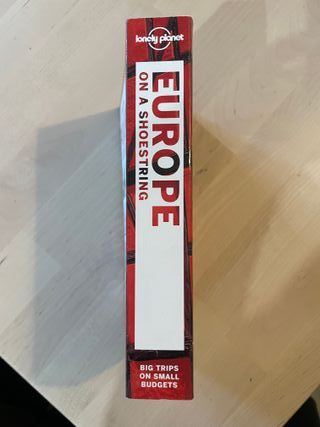 lonely planet
EUROPE
ON A SHOESTRING
BIG TRIPS
ON SMALL
BUDGETS